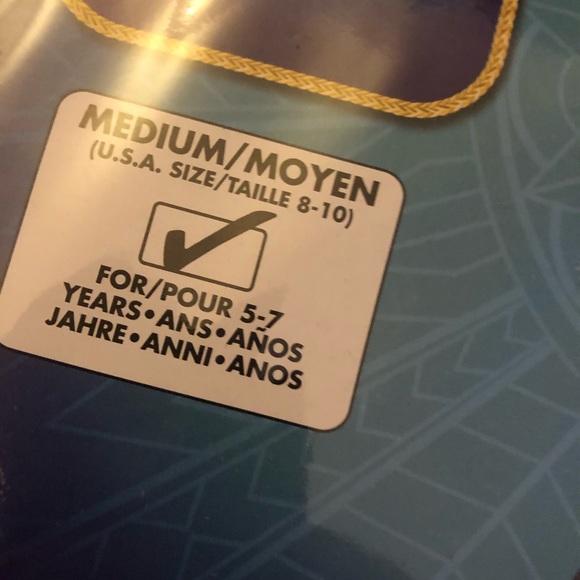 MEDIUM/MOYEN
(U.S.A. SIZE/TAILLE 8-10)
FOR/POUR 5-7
YEARS•ANS•AÑOS
JAHRE•ANNI•ANOS